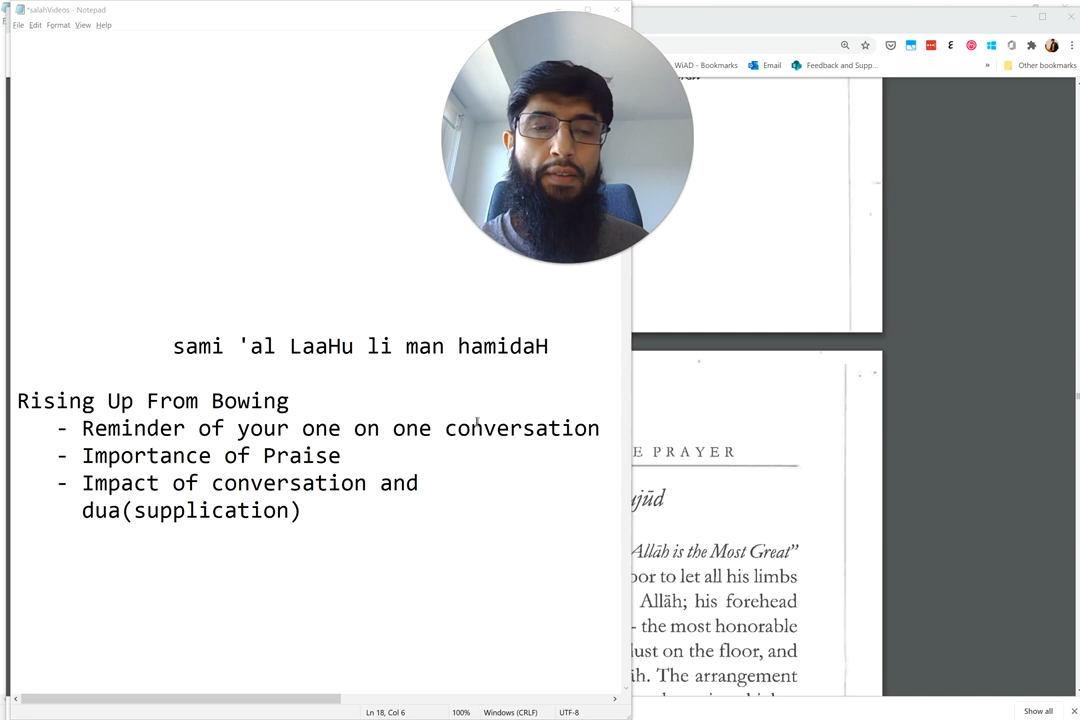 *salahVideos - Notepad
File Edit Format View Help
WiAD - Bookmarks Email Feedback and Supp... » Other bookmarks
sami 'al LaaHu li man hamidaH
Rising Up From Bowing
- Reminder of your one on one conversation
- Importance of Praise
- Impact of conversation and
dua(supplication)
E PRAYER
ujūd
Allāh is the Most Great”
oor to let all his limbs
Allāh; his forehead
- the most honorable
lust on the floor, and
āh. The arrangement
Ln 18, Col 6 100% Windows (CRLF) UTF-8
Show all